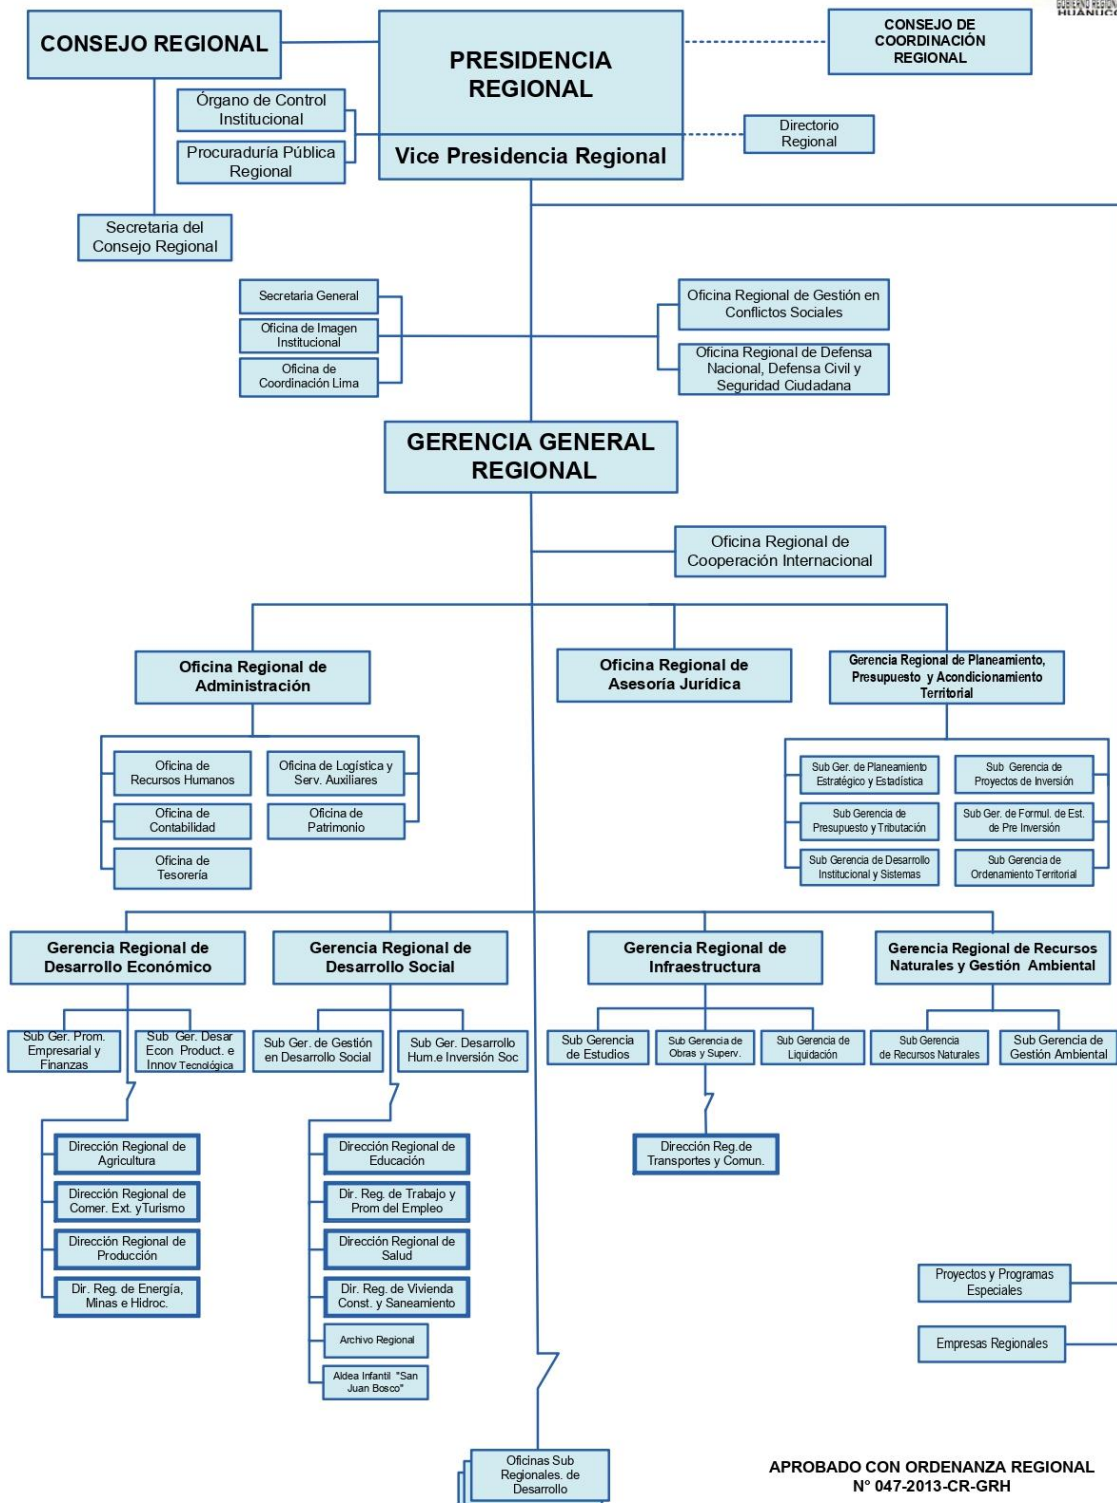 GOBIERNO REGIONAL
HUANUCO
CONSEJO REGIONAL
PRESIDENCIA
REGIONAL
CONSEJO DE
COORDINACIÓN
REGIONAL
Órgano de Control
Institucional
Procuraduría Pública
Regional
Vice Presidencia Regional
Directorio
Regional
Secretaria del
Consejo Regional
Secretaría General
Oficina de Imagen
Institucional
Oficina de
Coordinación Lima
Oficina Regional de Gestión en
Conflictos Sociales
Oficina Regional de Defensa
Nacional, Defensa Civil y
Seguridad Ciudadana
GERENCIA GENERAL
REGIONAL
Oficina Regional de
Cooperación Internacional
Oficina Regional de
Administración
Oficina Regional de
Asesoría Jurídica
Gerencia Regional de Planeamiento,
Presupuesto y Acondicionamiento
Territorial
Oficina de
Recursos Humanos
Oficina de Logística y
Serv. Auxiliares
Oficina de
Contabilidad
Oficina de
Patrimonio
Oficina de
Tesorería
Sub Ger. de Planeamiento
Estratégico y Estadística
Sub Gerencia de
Proyectos de Inversión
Sub Gerencia de
Presupuesto y Tributación
Sub Ger. de Formul. de Est.
de Pre Inversión
Sub Gerencia de Desarrollo
Institucional y Sistemas
Sub Gerencia de
Ordenamiento Territorial
Gerencia Regional de
Desarrollo Económico
Gerencia Regional de
Desarrollo Social
Gerencia Regional de
Infraestructura
Gerencia Regional de Recursos
Naturales y Gestión Ambiental
Sub Ger. Prom.
Empresarial y
Finanzas
Sub Ger. Desar
Econ Product. e
Innov Tecnológica
Sub Ger. de Gestión
en Desarrollo Social
Sub Ger. Desarrollo
Hum.e Inversión Soc
Sub Gerencia
de Estudios
Sub Gerencia de
Obras y Superv.
Sub Gerencia de
Liquidación
Sub Gerencia
de Recursos Naturales
Sub Gerencia de
Gestión Ambiental
Dirección Regional de
Agricultura
Dirección Regional de
Comer. Ext. yTurismo
Dirección Regional de
Producción
Dir. Reg. de Energía,
Minas e Hidroc.
Dirección Regional de
Educación
Dir. Reg. de Trabajo y
Prom del Empleo
Dirección Regional de
Salud
Dir. Reg. de Vivienda
Const. y Saneamiento
Archivo Regional
Aldea Infantil "San
Juan Bosco"
Dirección Reg.de
Transportes y Comun.
Proyectos y Programas
Especiales
Empresas Regionales
Oficinas Sub
Regionales. de
Desarrollo
APROBADO CON ORDENANZA REGIONAL
N° 047-2013-CR-GRH